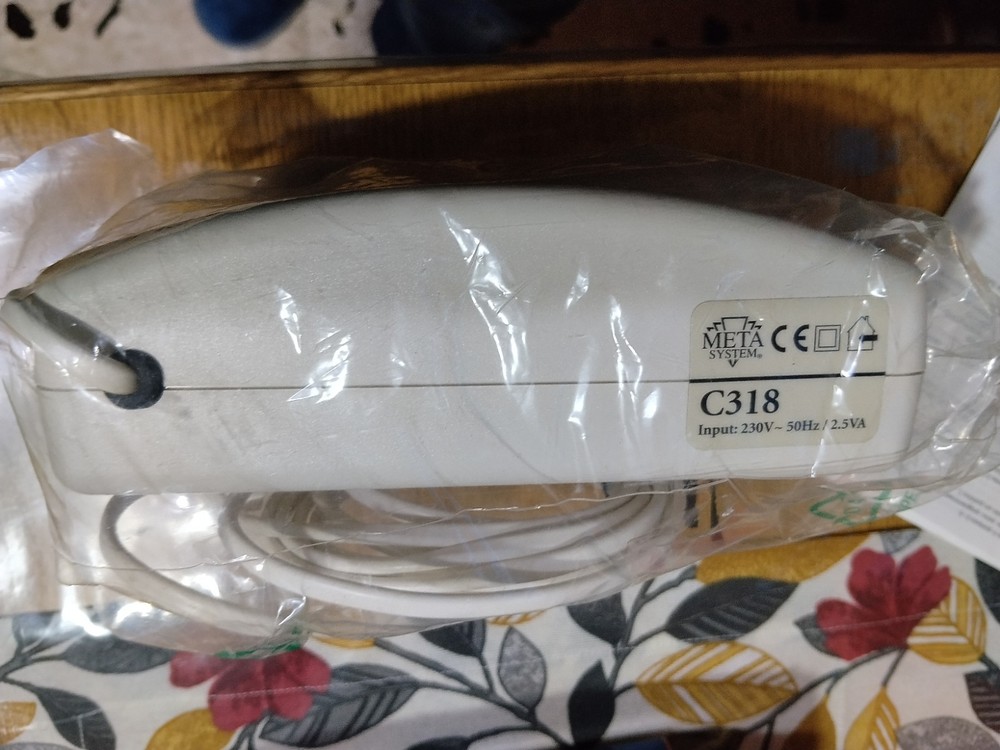 META CE
SYSTEM®
C318
Input: 230V~ 50Hz / 2.5VA